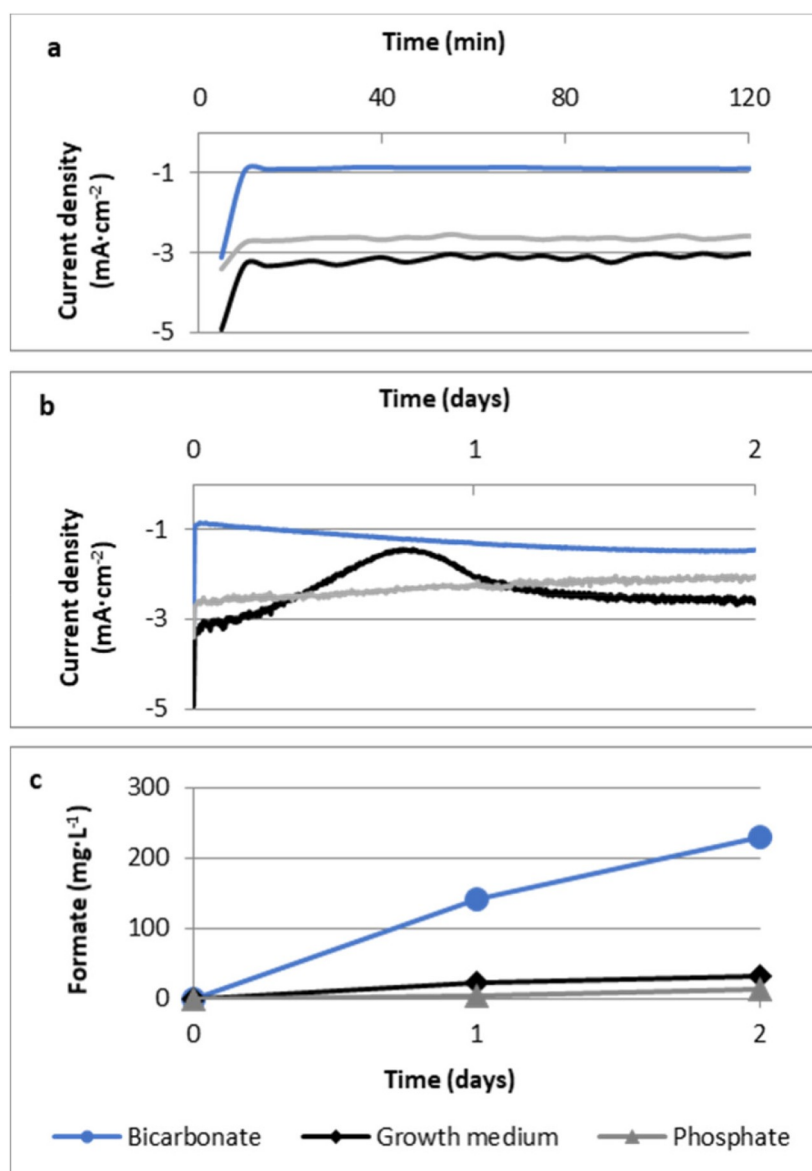 a
Time (min)
0 40 80 120
Current density
(mA·cm⁻²)
-1
-3
-5
b
Time (days)
0 1 2
Current density
(mA·cm⁻²)
-1
-3
-5
c
Formate (mg·L⁻¹)
300
200
100
0
0 1 2
Time (days)
Bicarbonate Growth medium Phosphate